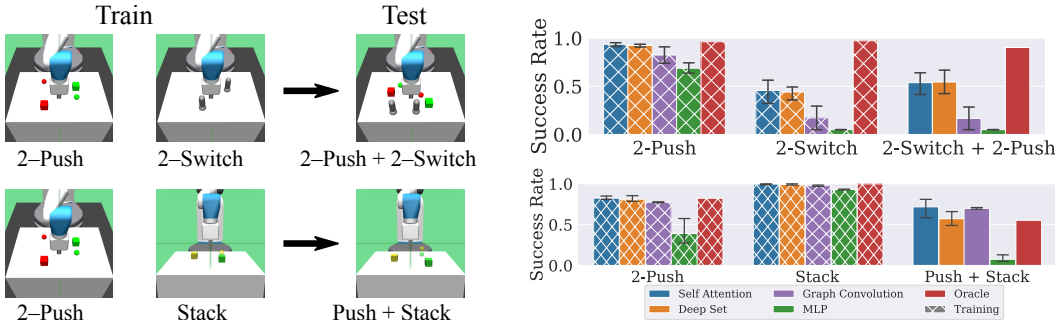 Train
Test
2–Push
2–Switch
2–Push + 2–Switch
2–Push
Stack
Push + Stack
Success Rate
1.0
0.5
0.0
2-Push
2-Switch
2-Switch + 2-Push
Success Rate
1.0
0.5
0.0
2-Push
Stack
Push + Stack
Self Attention
Graph Convolution
Oracle
Deep Set
MLP
Training